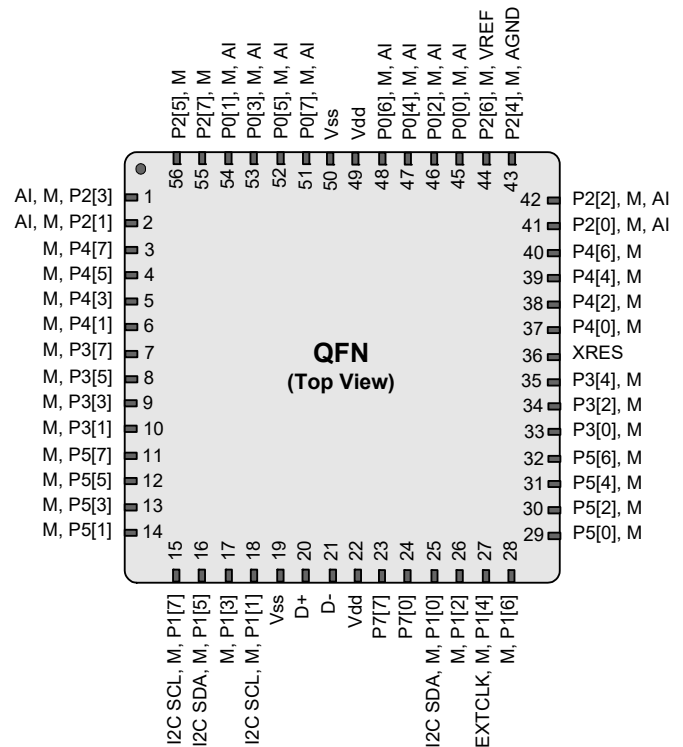 P2[5], M
P2[7], M
P0[1], M, AI
P0[3], M, AI
P0[5], M, AI
P0[7], M, AI
Vss
Vdd
P0[6], M, AI
P0[4], M, AI
P0[2], M, AI
P0[0], M, AI
P2[6], M, VREF
P2[4], M, AGND
56
55
54
53
52
51
50
49
48
47
46
45
44
43
AI, M, P2[3] 1
AI, M, P2[1] 2
M, P4[7] 3
M, P4[5] 4
M, P4[3] 5
M, P4[1] 6
M, P3[7] 7
M, P3[5] 8
M, P3[3] 9
M, P3[1] 10
M, P5[7] 11
M, P5[5] 12
M, P5[3] 13
M, P5[1] 14
QFN
(Top View)
42 P2[2], M, AI
41 P2[0], M, AI
40 P4[6], M
39 P4[4], M
38 P4[2], M
37 P4[0], M
36 XRES
35 P3[4], M
34 P3[2], M
33 P3[0], M
32 P5[6], M
31 P5[4], M
30 P5[2], M
29 P5[0], M
15
16
17
18
19
20
21
22
23
24
25
26
27
28
I2C SCL, M, P1[7]
I2C SDA, M, P1[5]
M, P1[3]
I2C SCL, M, P1[1]
Vss
D+
D-
Vdd
P7[7]
P7[0]
I2C SDA, M, P1[0]
M, P1[2]
EXTCLK, M, P1[4]
M, P1[6]